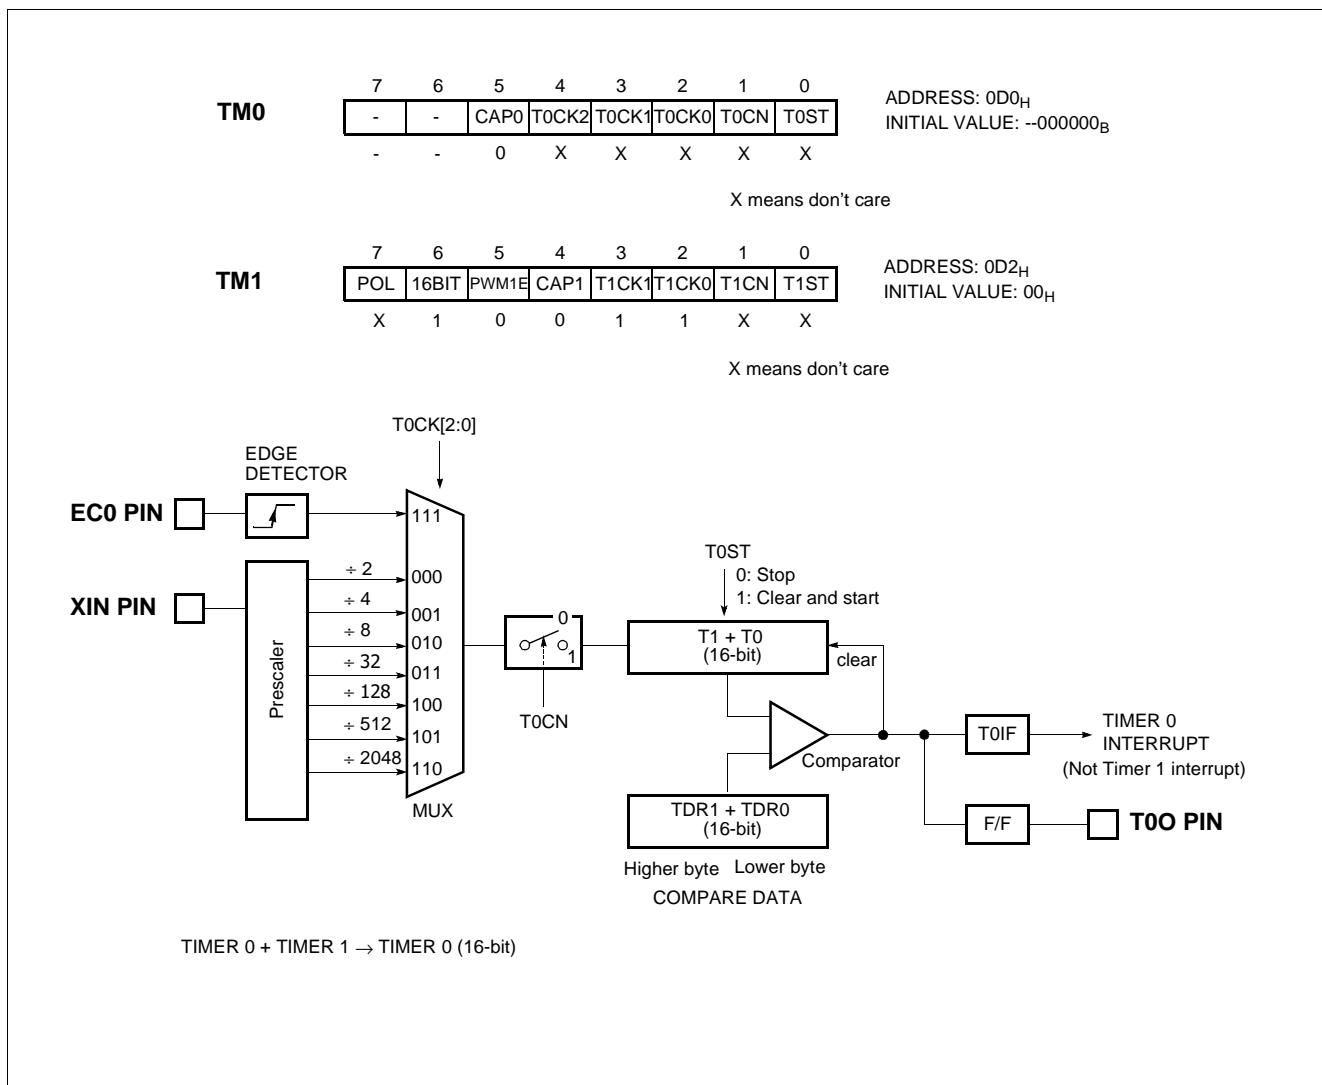 7 6 5 4 3 2 1 0
TM0 - - CAP0 T0CK2 T0CK1 T0CK0 T0CN T0ST
ADDRESS: 0D0H
INITIAL VALUE: --000000B
- - 0 X X X X X
X means don't care
7 6 5 4 3 2 1 0
TM1 POL 16BIT PWM1E CAP1 T1CK1 T1CK0 T1CN T1ST
ADDRESS: 0D2H
INITIAL VALUE: 00H
X 1 0 0 1 1 X X
X means don't care
T0CK[2:0]
EDGE
DETECTOR
EC0 PIN
111
XIN PIN
Prescaler
÷ 2 000
÷ 4 001
÷ 8 010
÷ 32 011
÷ 128 100
÷ 512 101
÷ 2048 110
MUX
0
1
T0CN
T0ST
0: Stop
1: Clear and start
T1 + T0
(16-bit)
clear
Comparator
TDR1 + TDR0
(16-bit)
Higher byte Lower byte
COMPARE DATA
T0IF
TIMER 0
INTERRUPT
(Not Timer 1 interrupt)
F/F
T0O PIN
TIMER 0 + TIMER 1 → TIMER 0 (16-bit)